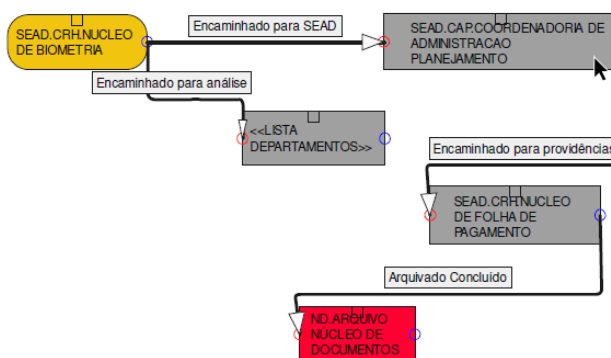 Encaminhado para SEAD
SEAD.CRH.NUCLEO
DE BIOMETRIA
SEAD.CAP.COORDENADORIA DE
ADMINISTRACAO
PLANEJAMENTO
Encaminhado para análise
<<LISTA
DEPARTAMENTOS>>
Encaminhado para providências
SEAD.CRH.NUCLEO
DE FOLHA DE
PAGAMENTO
Arquivado Concluído
ND.ARQUIVO
NÚCLEO DE
DOCUMENTOS